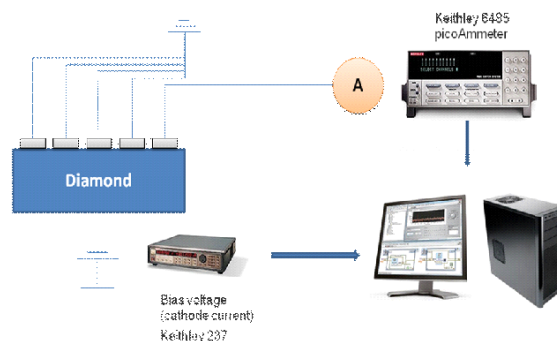 Keithley 6485
picoAmmeter
A
Diamond
Bias voltage
(cathode current)
Keithley 237